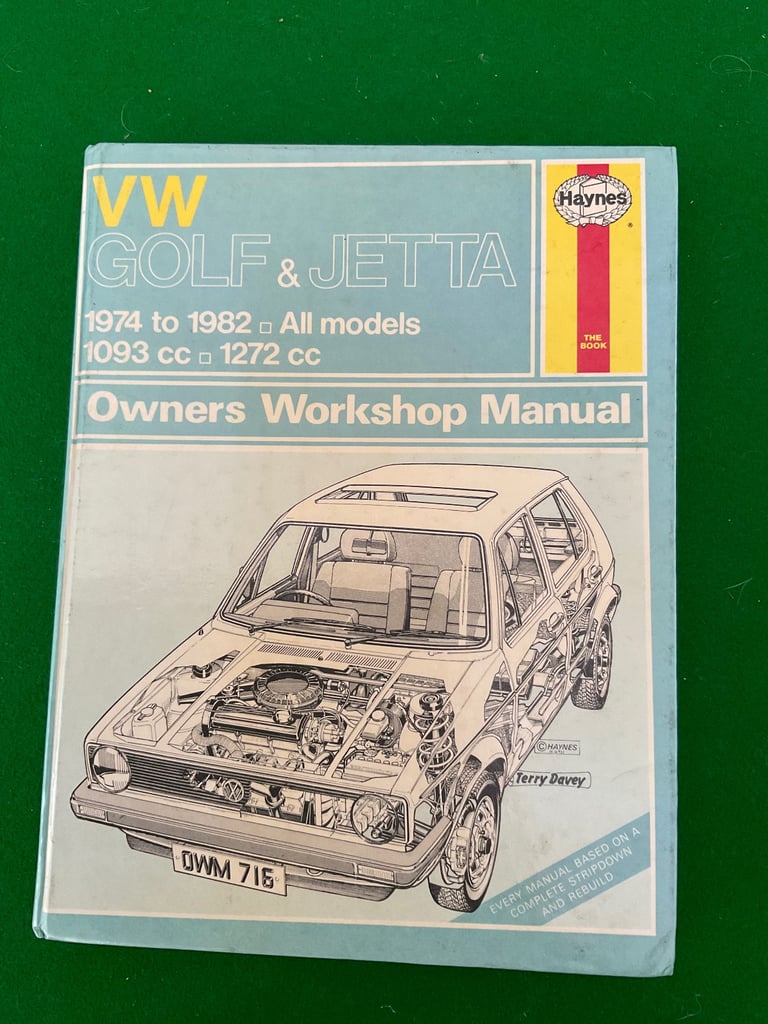 VW
GOLF & JETTA
1974 to 1982 □ All models
1093 cc □ 1272 cc
Haynes
®
THE
BOOK
Owners Workshop Manual
© HAYNES
Terry Davey
OWM 716
EVERY MANUAL BASED ON A
COMPLETE STRIPDOWN
AND REBUILD